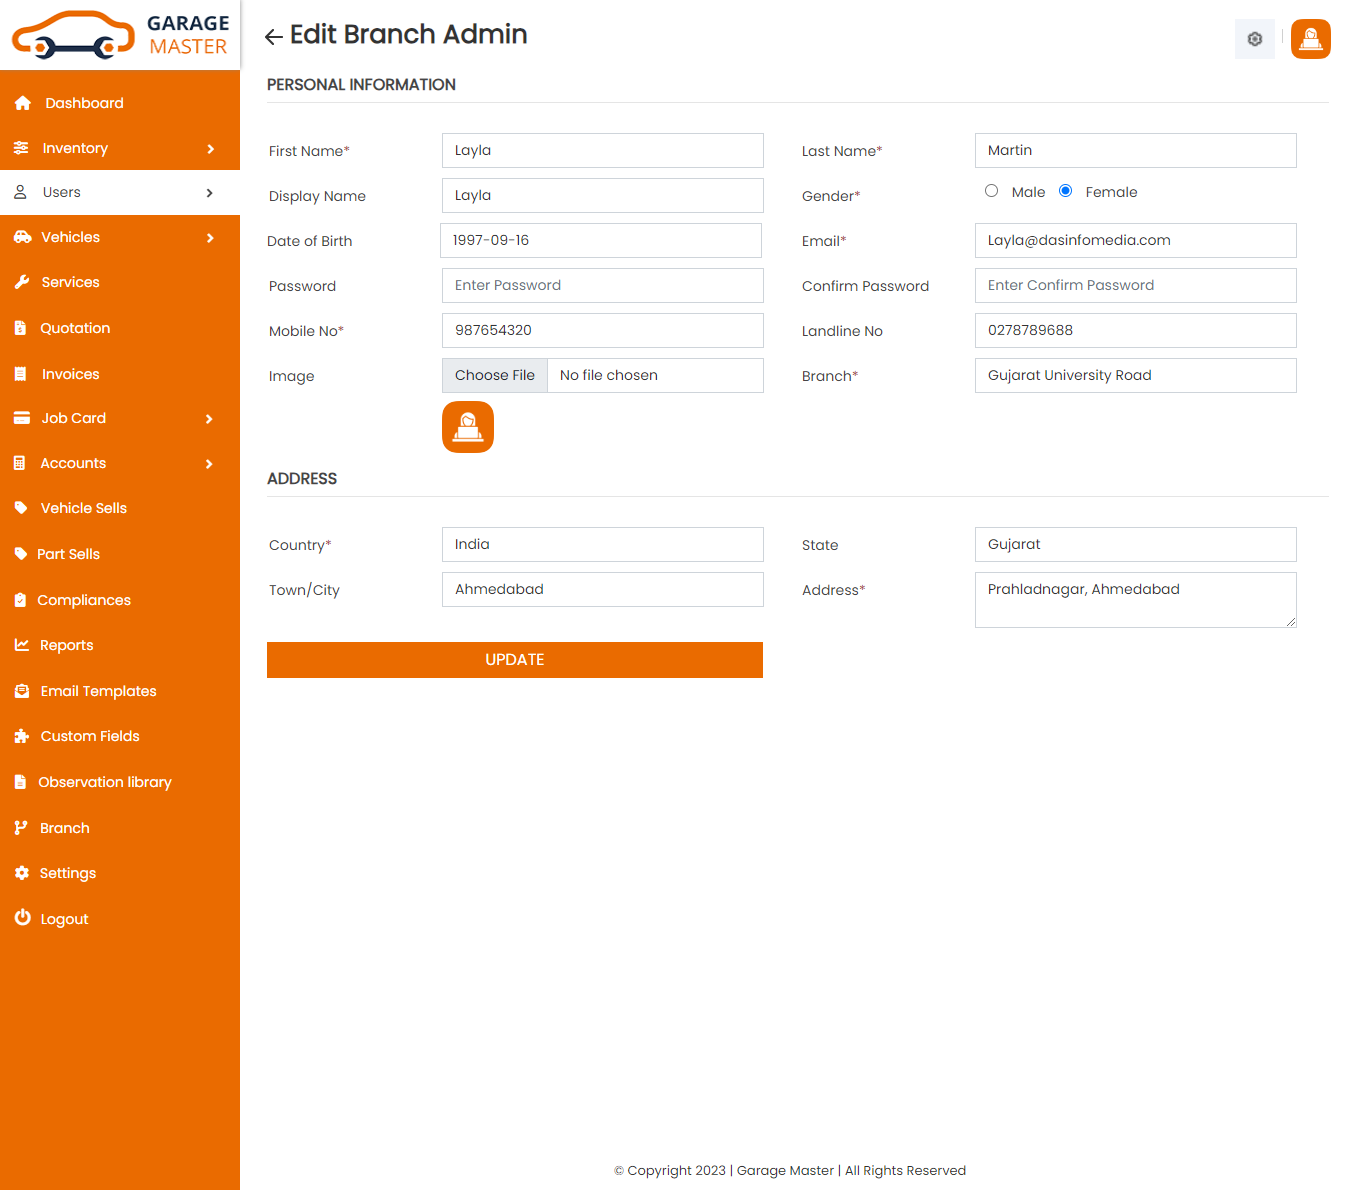 GARAGE
MASTER
Edit Branch Admin
Dashboard
Inventory
Users
Vehicles
Services
Quotation
Invoices
Job Card
Accounts
Vehicle Sells
Part Sells
Compliances
Reports
Email Templates
Custom Fields
Observation library
Branch
Settings
Logout
PERSONAL INFORMATION
First Name* Layla Last Name* Martin
Display Name Layla Gender* Male Female
Date of Birth 1997-09-16 Email* Layla@dasinfomedia.com
Password Enter Password Confirm Password Enter Confirm Password
Mobile No* 987654320 Landline No 0278789688
Image Choose File No file chosen Branch* Gujarat University Road
ADDRESS
Country* India State Gujarat
Town/City Ahmedabad Address* Prahladnagar, Ahmedabad
UPDATE
© Copyright 2023 | Garage Master | All Rights Reserved